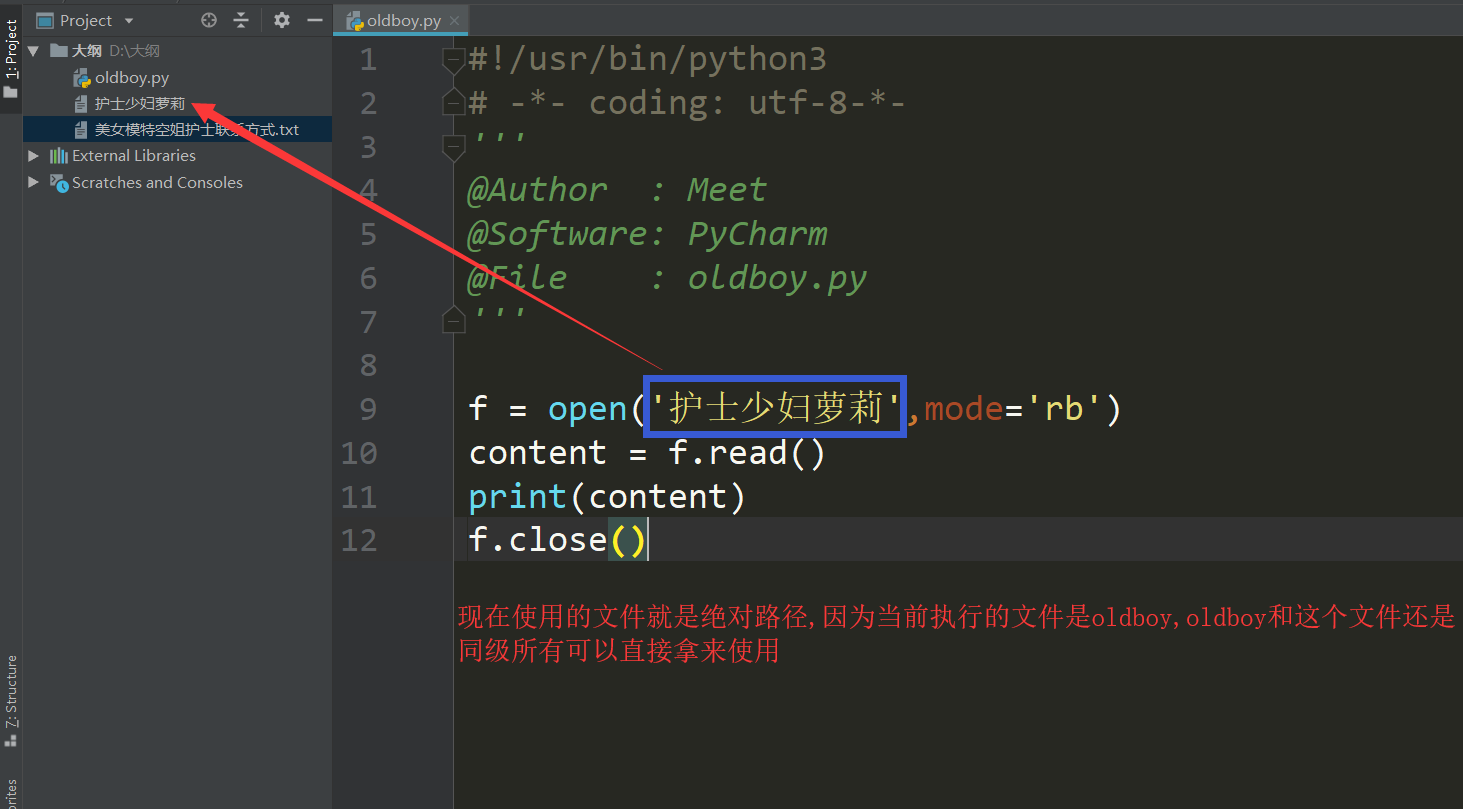 1: Project
Project
oldboy.py
大纲 D:\大纲
oldboy.py
护士少妇萝莉
美女模特空姐护士联系方式.txt
External Libraries
Scratches and Consoles
Z: Structure
1 #!/usr/bin/python3
2 # -*- coding: utf-8-*-
3 '''
4 @Author : Meet
5 @Software: PyCharm
6 @File : oldboy.py
7 '''
8
9 f = open('护士少妇萝莉',mode='rb')
10 content = f.read()
11 print(content)
12 f.close()
现在使用的文件就是绝对路径,因为当前执行的文件是oldboy,oldboy和这个文件还是
同级所有可以直接拿来使用